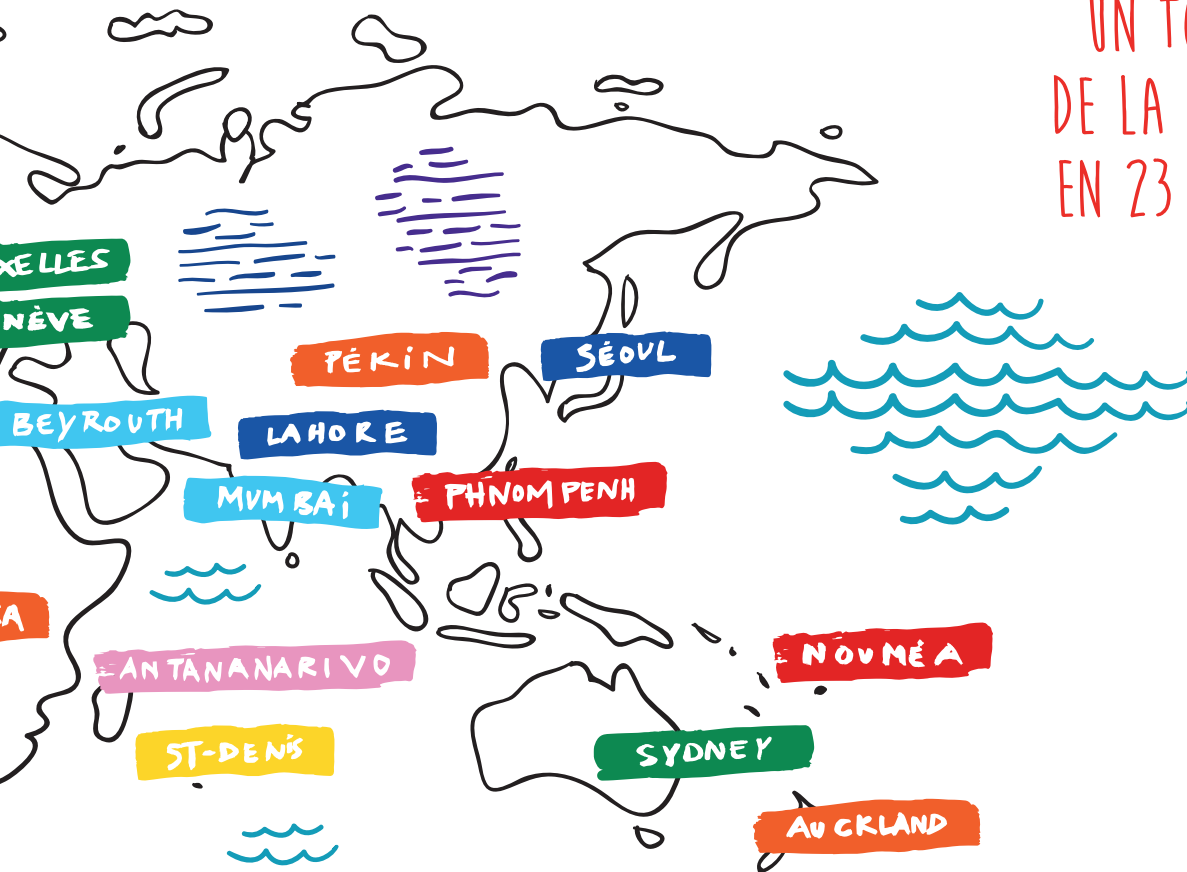 UN
DE LA
EN 23
XELLES
NÈVE
PÉKIN
SÉOUL
BEYROUTH
LAHORE
MUMBAI
PHNOM PENH
KA
ANTANANARIVO
NOUMÉA
ST-DENIS
SYDNEY
AUCKLAND